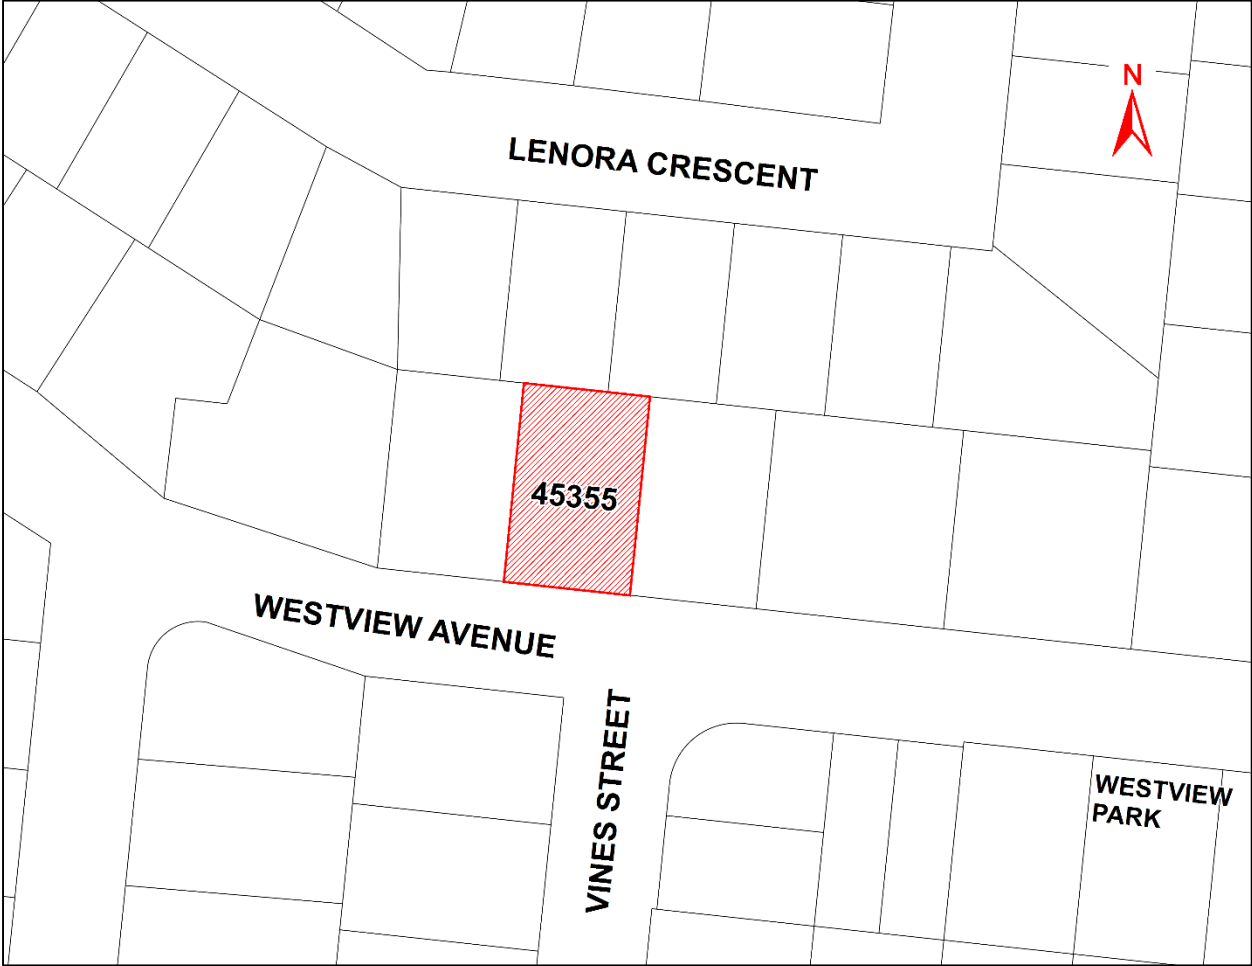 N
LENORA CRESCENT
45355
WESTVIEW AVENUE
VINES STREET
WESTVIEW
PARK